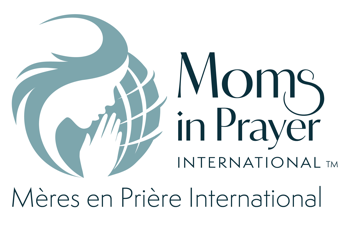 Moms
in Prayer
INTERNATIONAL TM
Mères en Prière International